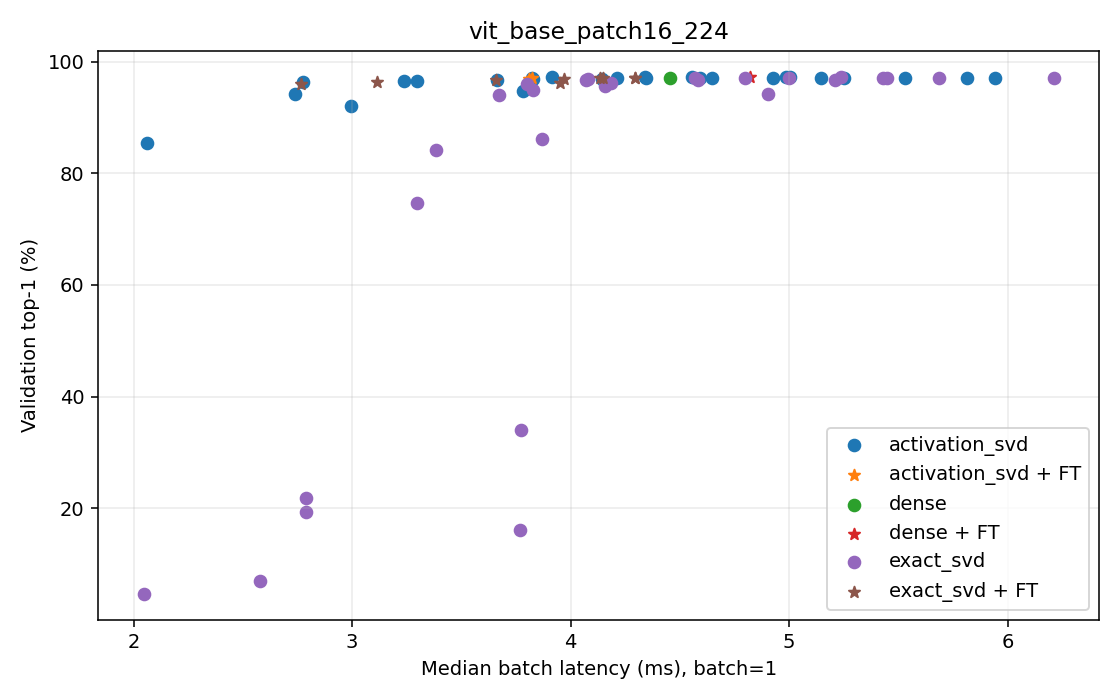 vit_base_patch16_224
100
80
60
40
20
Validation top-1 (%)
activation_svd
activation_svd + FT
dense
dense + FT
exact_svd
exact_svd + FT
2 3 4 5 6
Median batch latency (ms), batch=1